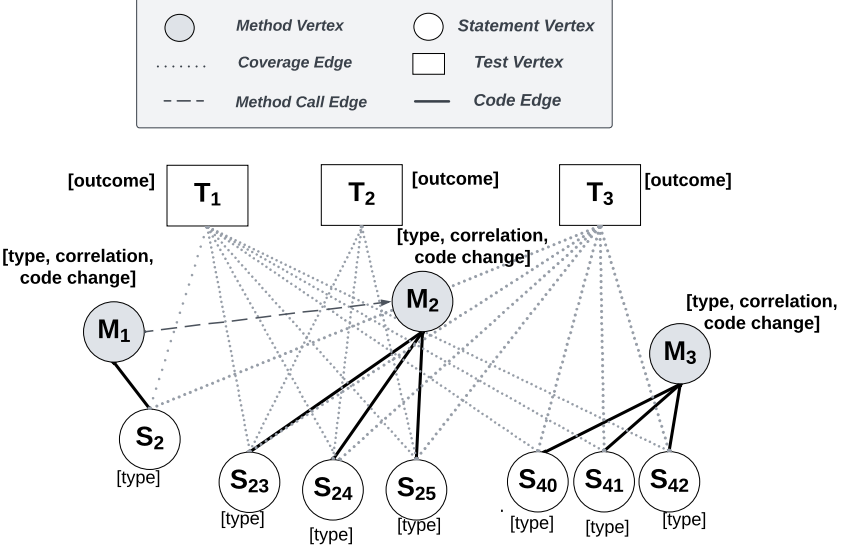 Method Vertex
Statement Vertex
Coverage Edge
Test Vertex
Method Call Edge
Code Edge
[outcome]
T1
T2
[outcome]
T3
[outcome]
[type, correlation,
code change]
[type, correlation,
code change]
[type, correlation,
code change]
M1
M2
M3
S2
[type]
S23
[type]
S24
[type]
S25
[type]
S40
[type]
S41
[type]
S42
[type]